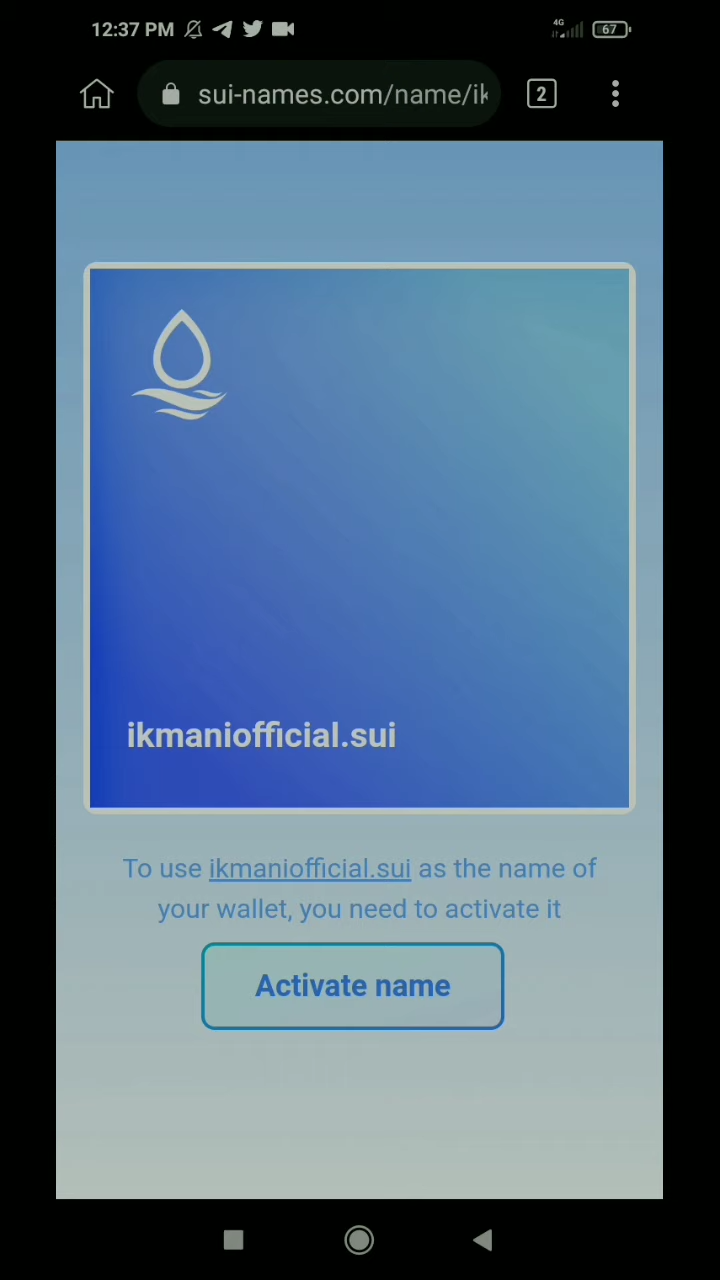 12:37 PM 4G 67
sui-names.com/name/ik 2
ikmaniofficial.sui
To use ikmaniofficial.sui as the name of
your wallet, you need to activate it
Activate name